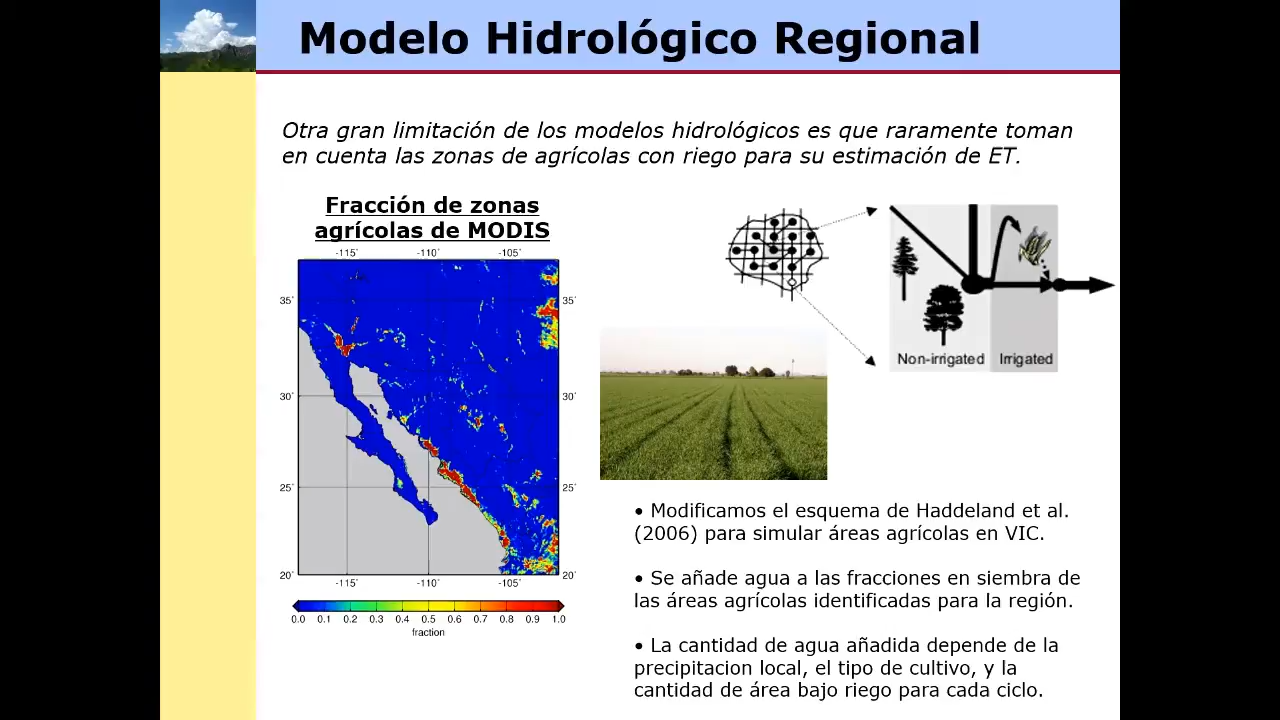 Modelo Hidrológico Regional
Otra gran limitación de los modelos hidrológicos es que raramente toman
en cuenta las zonas de agrícolas con riego para su estimación de ET.
Fracción de zonas
agrícolas de MODIS
-115˚ -110˚ -105˚
35˚ 35˚
30˚ 30˚
25˚ 25˚
20˚ 20˚
-115˚ -110˚ -105˚
0.0 0.1 0.2 0.3 0.4 0.5 0.6 0.7 0.8 0.9 1.0
fraction
Non-irrigated Irrigated
• Modificamos el esquema de Haddeland et al.
(2006) para simular áreas agrícolas en VIC.
• Se añade agua a las fracciones en siembra de
las áreas agrícolas identificadas para la región.
• La cantidad de agua añadida depende de la
precipitacion local, el tipo de cultivo, y la
cantidad de área bajo riego para cada ciclo.